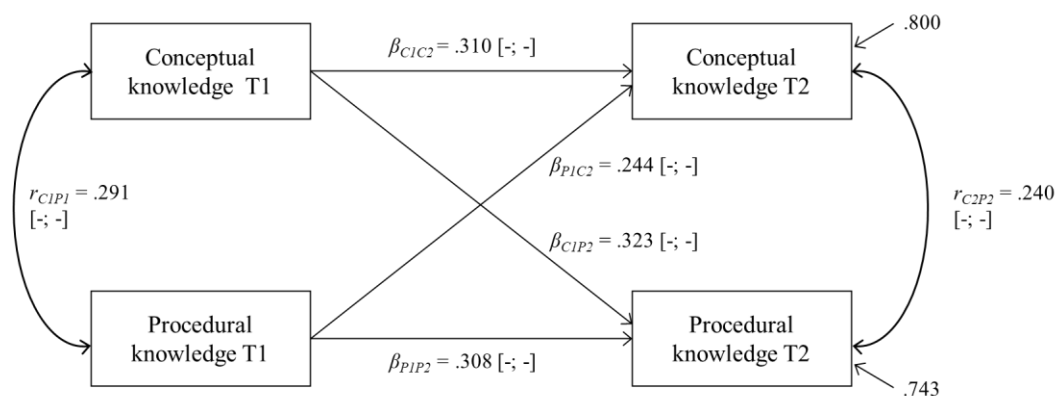 .800
Conceptual
knowledge T1
β_C1C2 = .310 [-; -]
Conceptual
knowledge T2
β_P1C2 = .244 [-; -]
r_C1P1 = .291
[-; -]
r_C2P2 = .240
[-; -]
β_C1P2 = .323 [-; -]
Procedural
knowledge T1
β_P1P2 = .308 [-; -]
Procedural
knowledge T2
.743